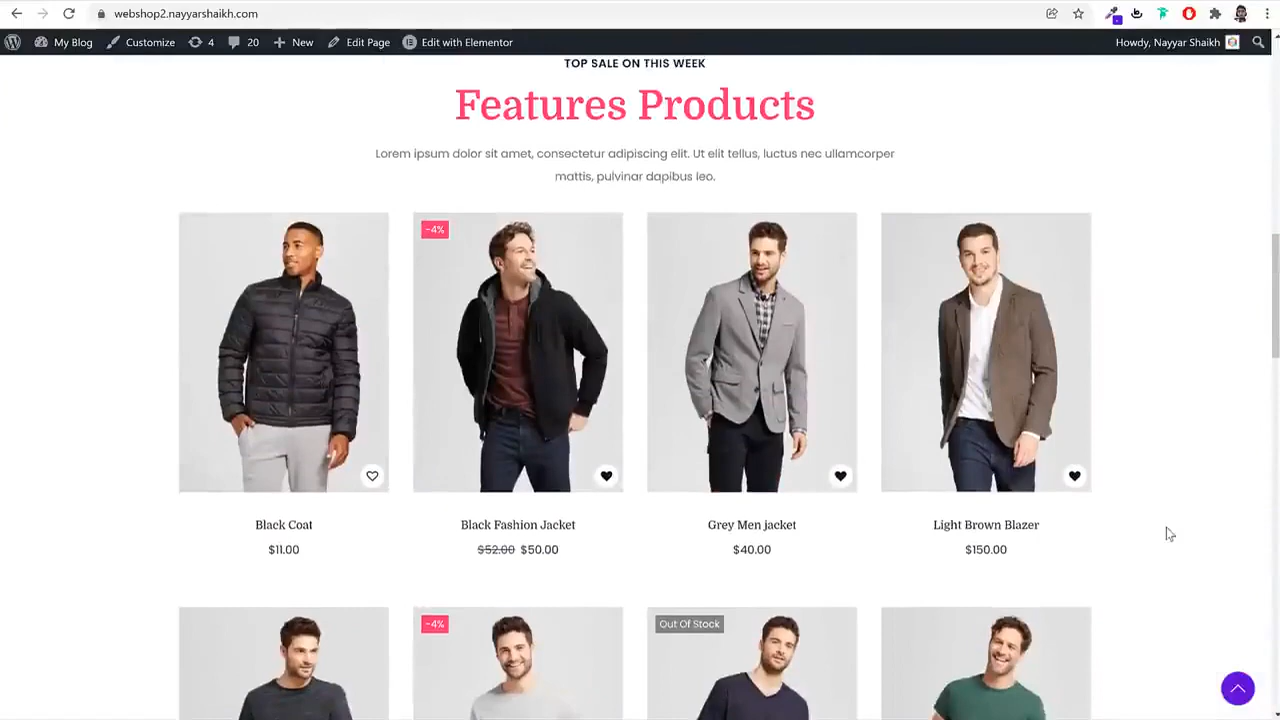 webshop2.nayyarshaikh.com
My Blog Customize 4 20 New Edit Page Edit with Elementor Howdy, Nayyar Shaikh
TOP SALE ON THIS WEEK
Features Products
Lorem ipsum dolor sit amet, consectetur adipiscing elit. Ut elit tellus, luctus nec ullamcorper
mattis, pulvinar dapibus leo.
-4%
Black Coat Black Fashion Jacket Grey Men jacket Light Brown Blazer
$11.00 $52.00 $50.00 $40.00 $150.00
-4% Out Of Stock